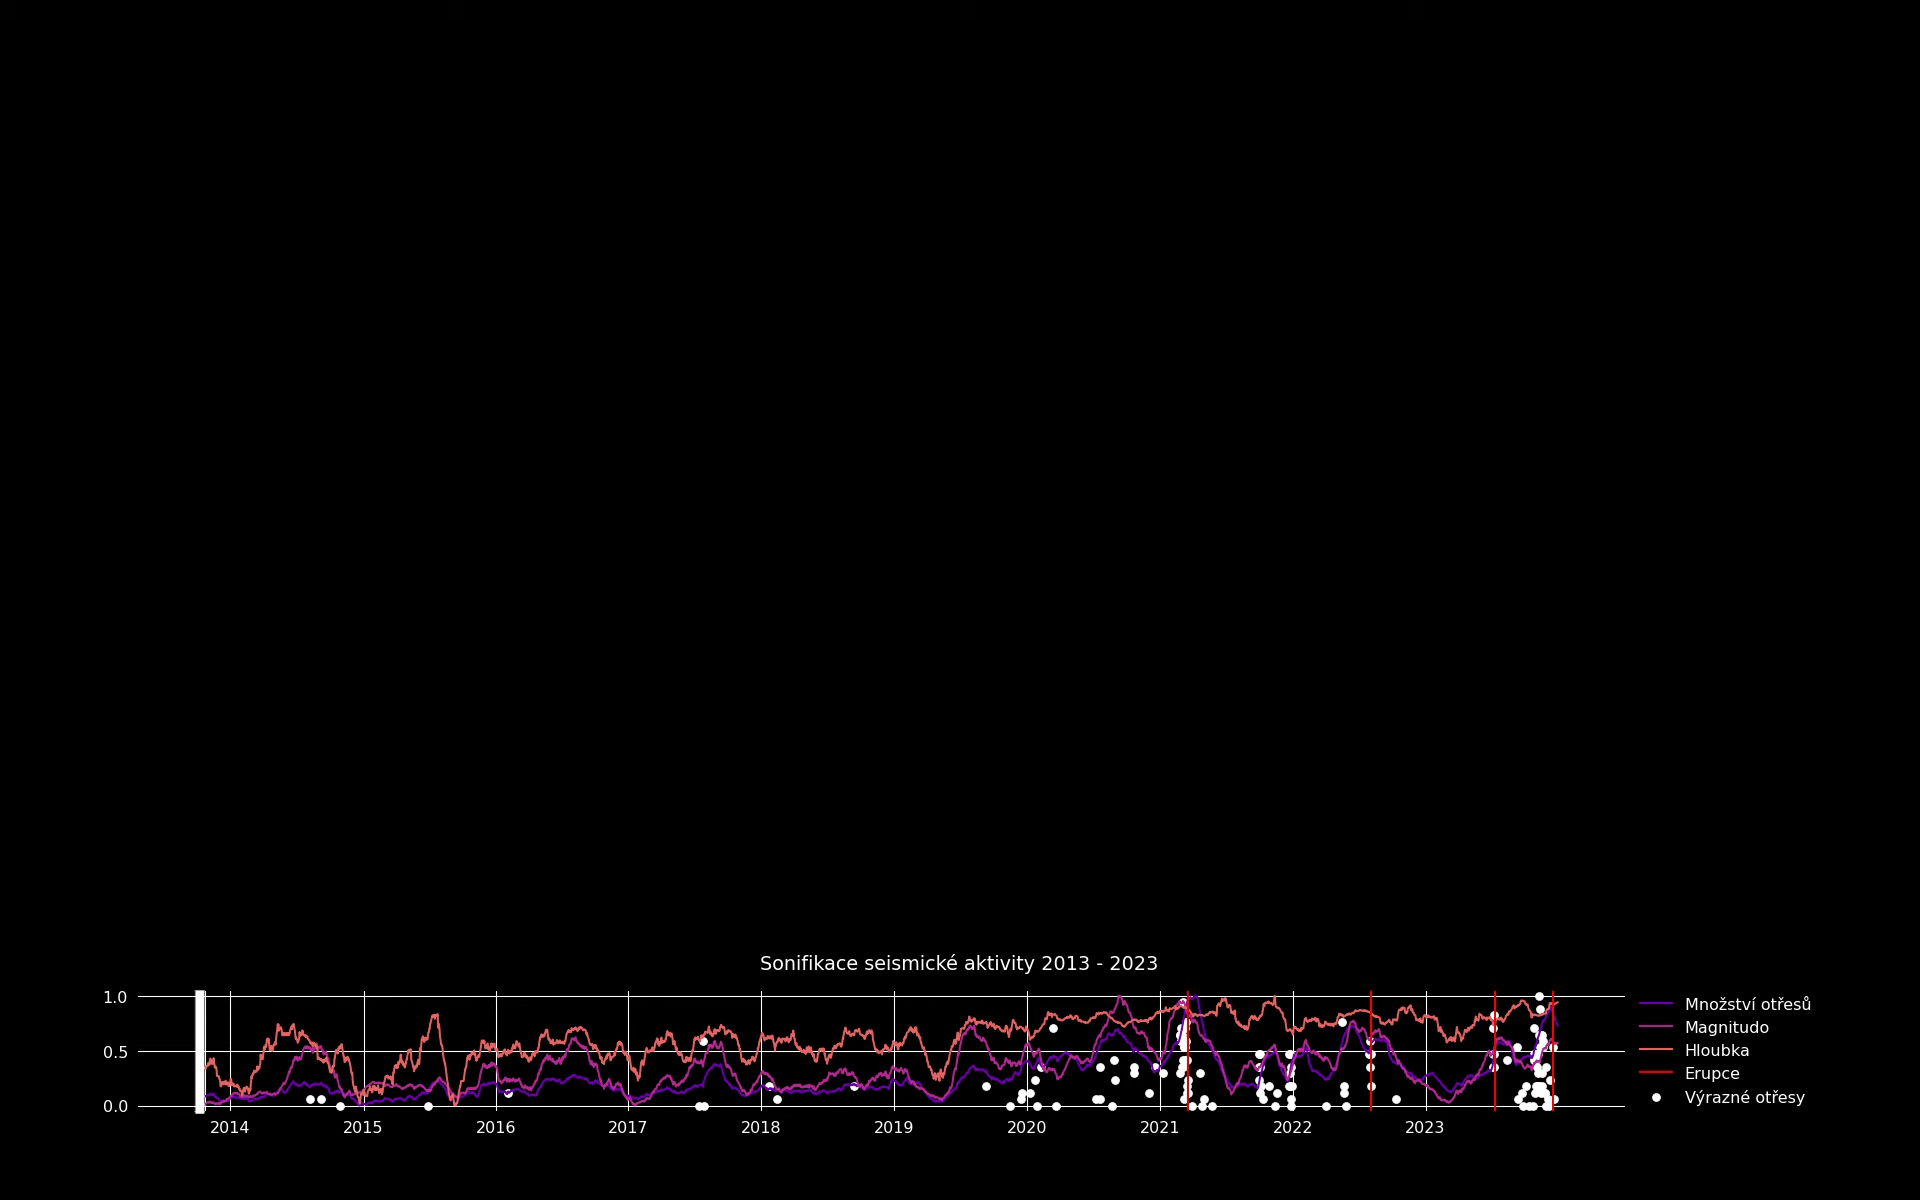 Sonifikace seismické aktivity 2013 - 2023
1.0
0.5
0.0
2014 2015 2016 2017 2018 2019 2020 2021 2022 2023
Množství otřesů
Magnitudo
Hloubka
Erupce
Výrazné otřesy